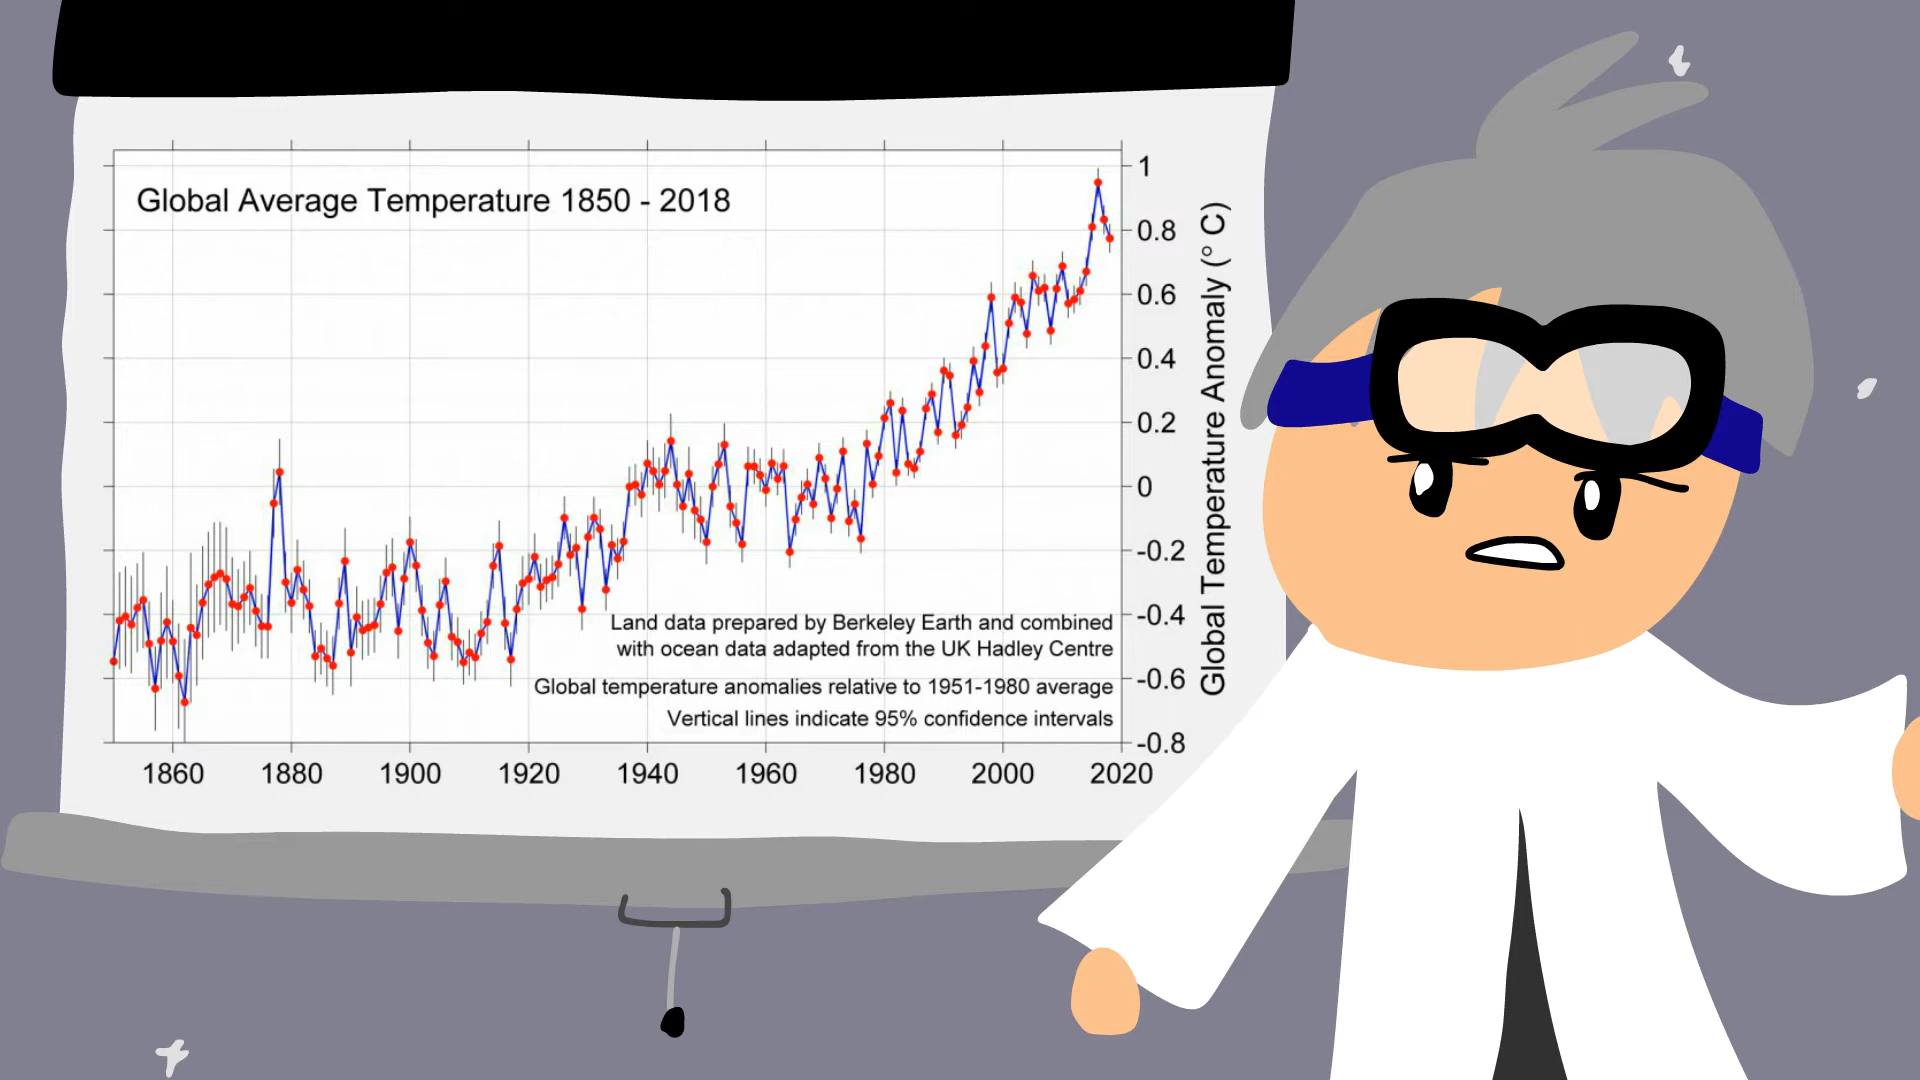 Global Average Temperature 1850 - 2018
1
0.8
0.6
0.4
0.2
0
-0.2
-0.4
-0.6
-0.8
Global Temperature Anomaly (° C)
Land data prepared by Berkeley Earth and combined
with ocean data adapted from the UK Hadley Centre
Global temperature anomalies relative to 1951-1980 average
Vertical lines indicate 95% confidence intervals
1860 1880 1900 1920 1940 1960 1980 2000 2020